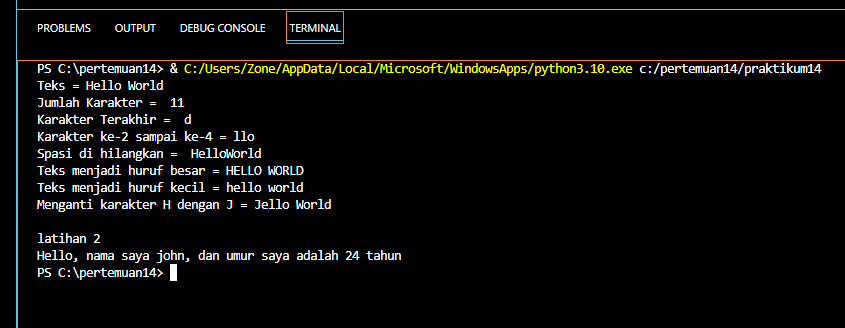 PROBLEMS OUTPUT DEBUG CONSOLE TERMINAL
PS C:\pertemuan14> & C:/Users/Zone/AppData/Local/Microsoft/WindowsApps/python3.10.exe c:/pertemuan14/praktikum14
Teks = Hello World
Jumlah Karakter =  11
Karakter Terakhir =  d
Karakter ke-2 sampai ke-4 = llo
Spasi di hilangkan =  HelloWorld
Teks menjadi huruf besar = HELLO WORLD
Teks menjadi huruf kecil = hello world
Menganti karakter H dengan J = Jello World
latihan 2
Hello, nama saya john, dan umur saya adalah 24 tahun
PS C:\pertemuan14>